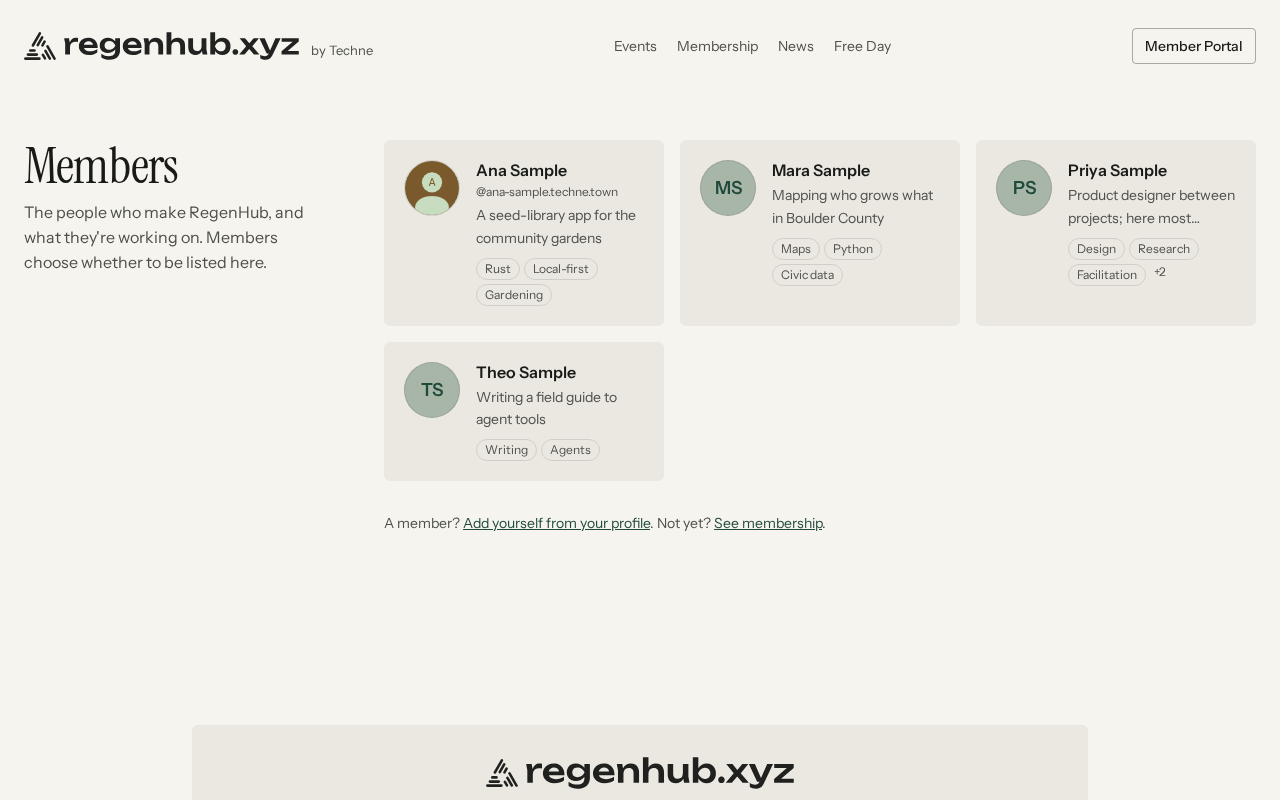 regenhub.xyz by Techne
Events Membership News Free Day
Member Portal
Members
The people who make RegenHub, and
what they're working on. Members
choose whether to be listed here.
A
Ana Sample
@ana-sample.techne.town
A seed-library app for the
community gardens
Rust Local-first
Gardening
MS
Mara Sample
Mapping who grows what
in Boulder County
Maps Python
Civic data
PS
Priya Sample
Product designer between
projects; here most...
Design Research
Facilitation +2
TS
Theo Sample
Writing a field guide to
agent tools
Writing Agents
A member? Add yourself from your profile. Not yet? See membership.
regenhub.xyz